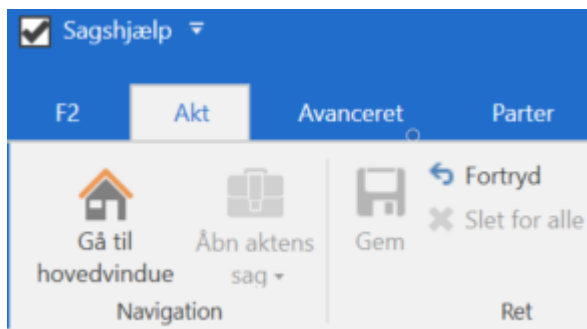 Sagshjælp
F2 Akt Avanceret Parter
Gå til
hovedvindue
Åbn aktens
sag
Gem
Fortryd
Slet for alle
Navigation Ret